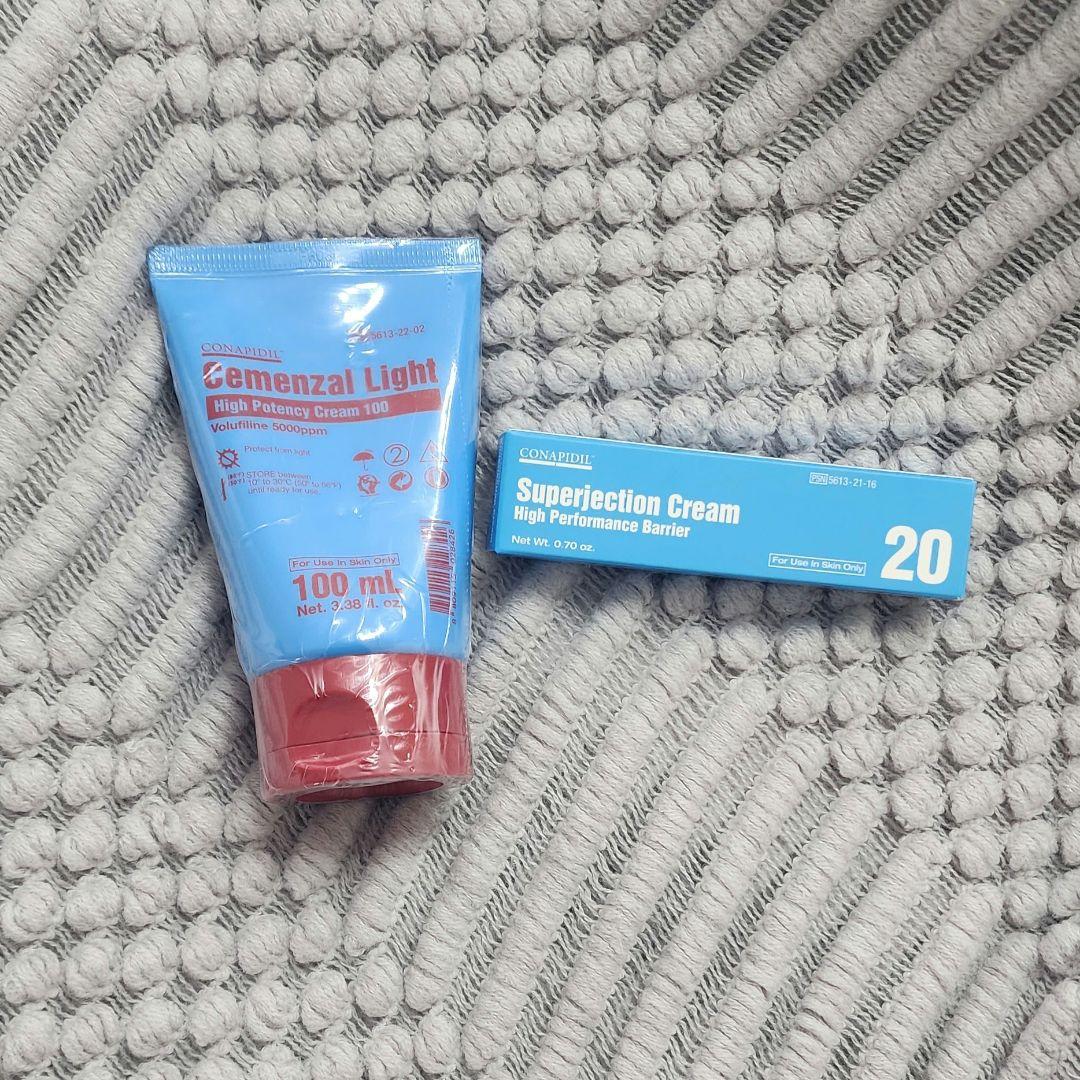 5613-22-02
CONAPIDIL™
Cemenzal Light
High Potency Cream 100
Volufiline 5000ppm
Protect from light
2
STORE between
10° to 30°C (50° to 86°F)
until ready for use.
For Use In Skin Only
100 mL
Net. 3.38 fl. oz.
CONAPIDIL™
PSN 5613-21-16
Superjection Cream
High Performance Barrier
Net Wt. 0.70 oz.
For Use In Skin Only
20